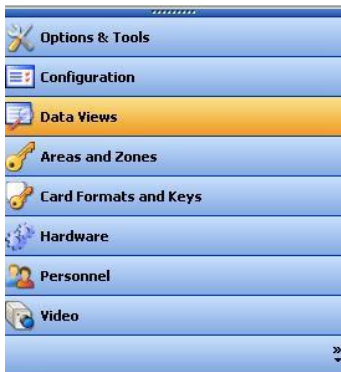 Options & Tools
Configuration
Data Views
Areas and Zones
Card Formats and Keys
Hardware
Personnel
Video
»